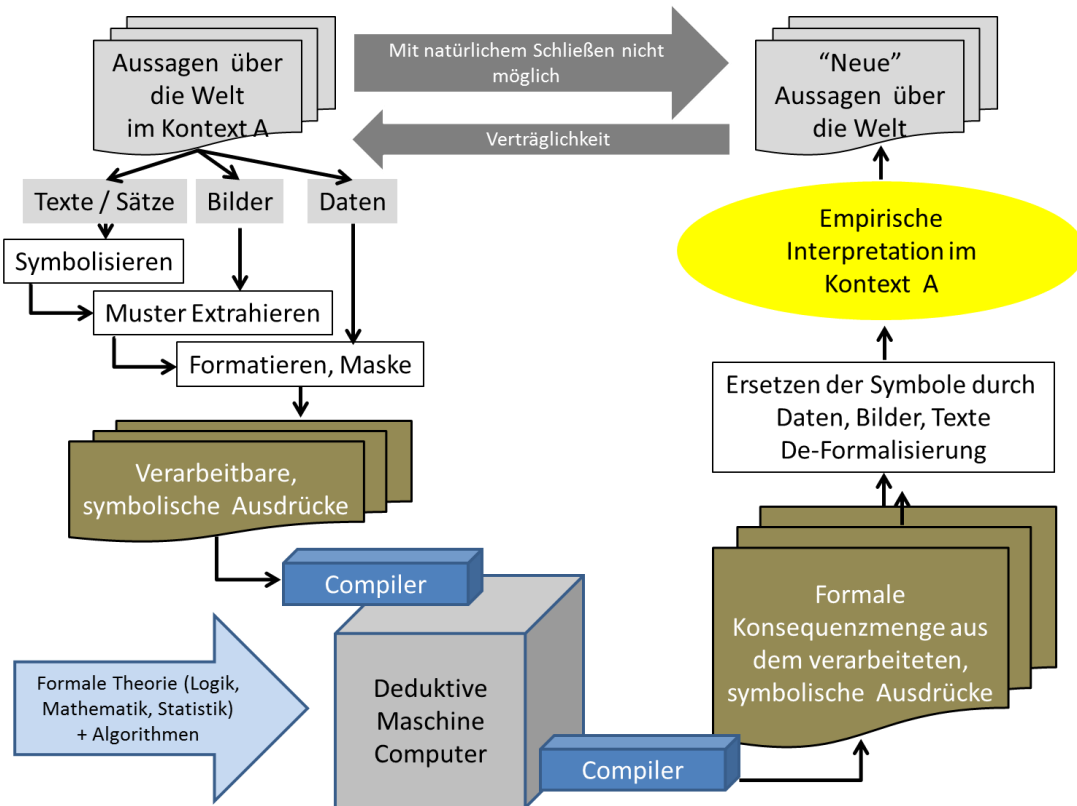 Aussagen über
die Welt
im Kontext A
Mit natürlichem Schließen nicht
möglich
“Neue”
Aussagen über
die Welt
Verträglichkeit
Texte / Sätze
Bilder
Daten
Symbolisieren
Muster Extrahieren
Formatieren, Maske
Empirische
Interpretation im
Kontext A
Ersetzen der Symbole durch
Daten, Bilder, Texte
De-Formalisierung
Verarbeitbare,
symbolische Ausdrücke
Compiler
Formale Theorie (Logik,
Mathematik, Statistik)
+ Algorithmen
Deduktive
Maschine
Computer
Compiler
Formale
Konsequenzmenge aus
dem verarbeiteten,
symbolische Ausdrücke